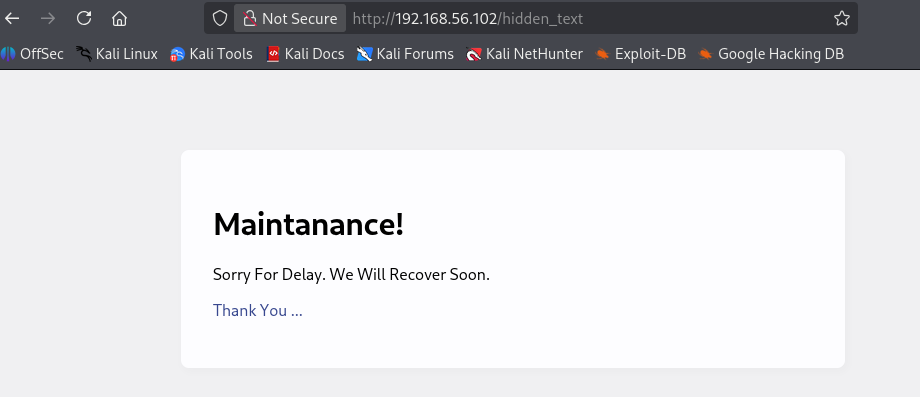 Not Secure http://192.168.56.102/hidden_text
OffSec Kali Linux Kali Tools Kali Docs Kali Forums Kali NetHunter Exploit-DB Google Hacking DB
Maintanance!
Sorry For Delay. We Will Recover Soon.
Thank You ...